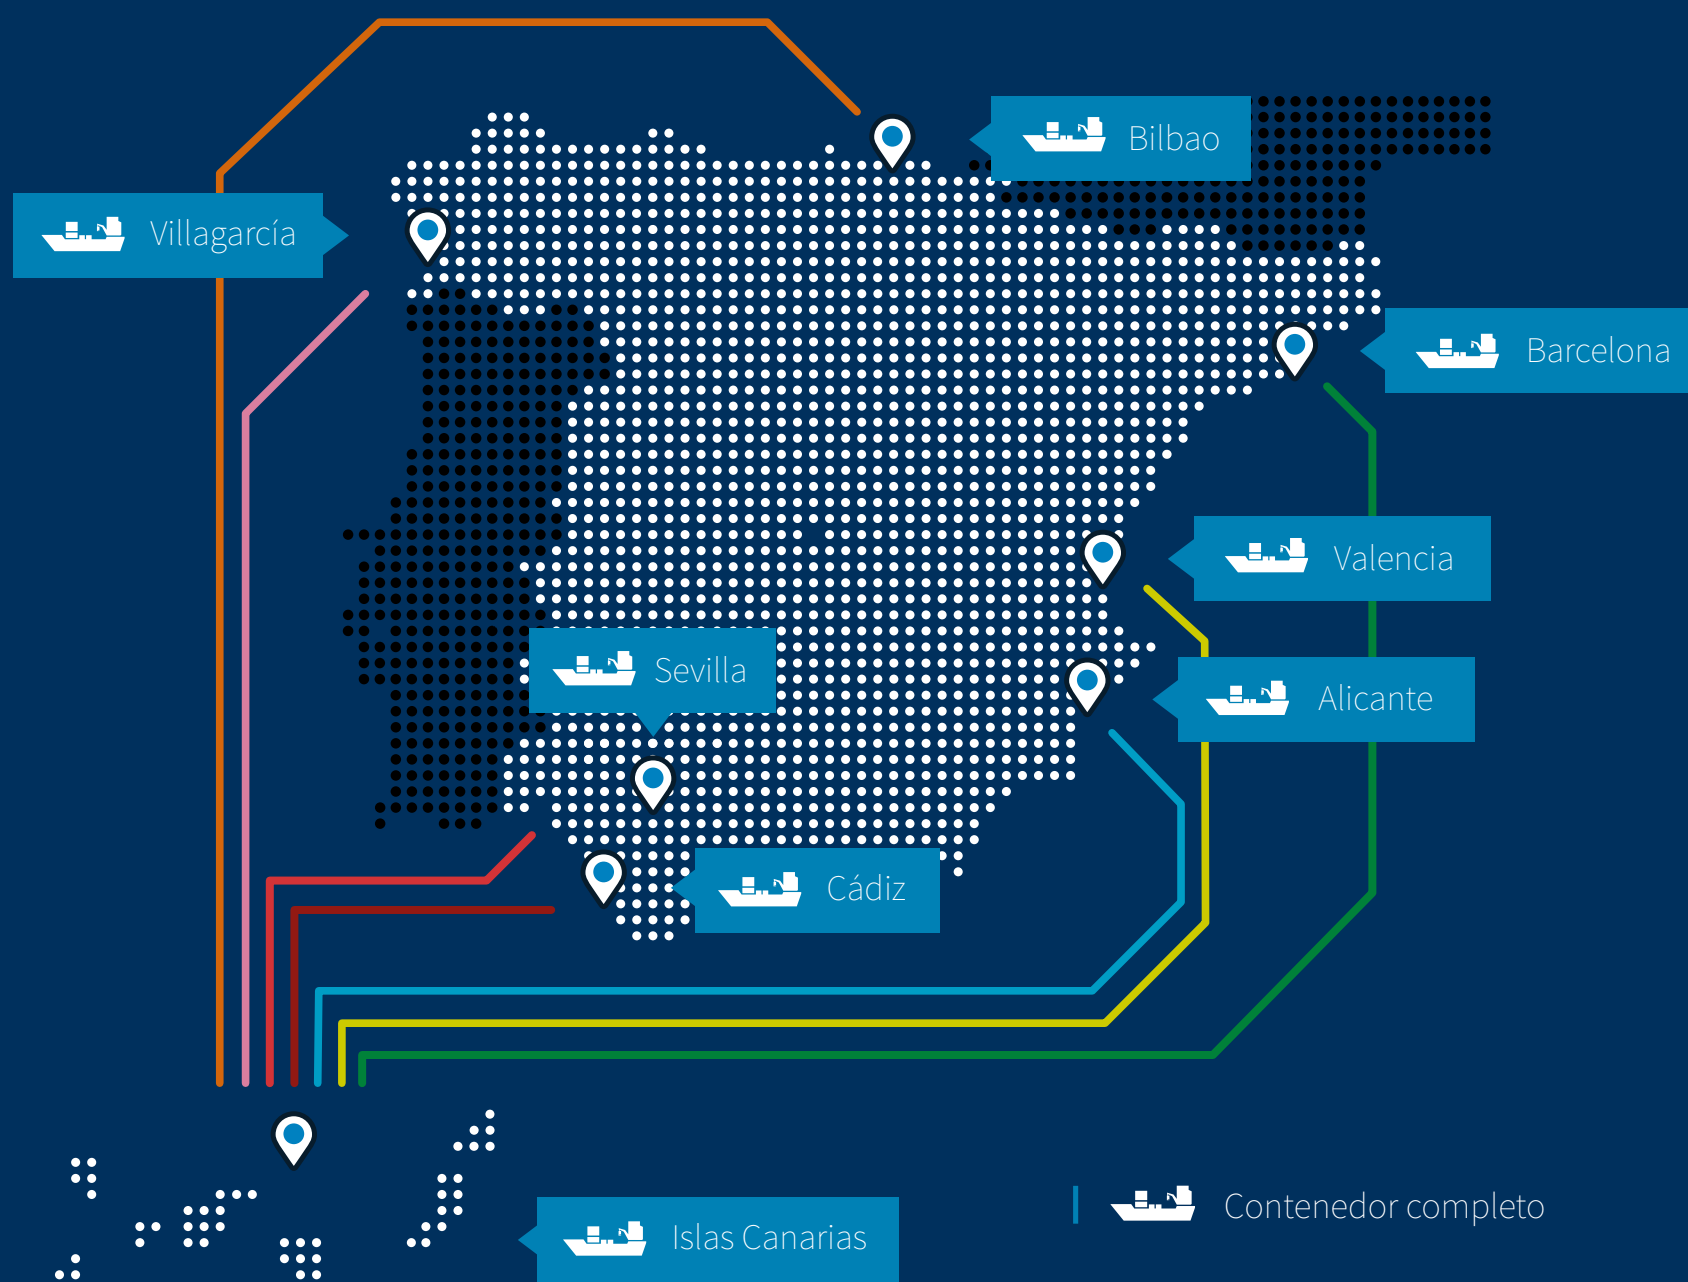 Bilbao
Villagarcía
Barcelona
Valencia
Sevilla
Alicante
Cádiz
Contenedor completo
Islas Canarias